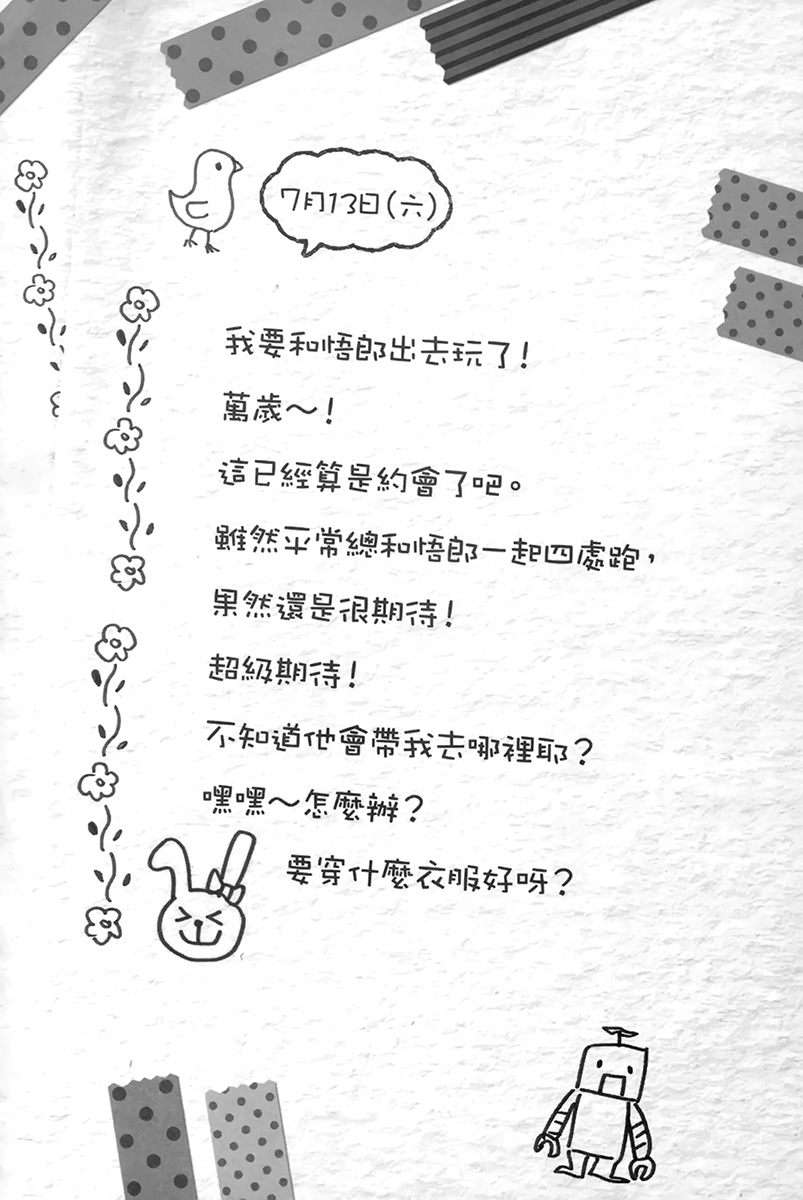 7月13日(六)
我要和悟郎出去玩了!
萬歲～!
這已經算是約會了吧。
雖然平常總和悟郎一起四處跑,
果然還是很期待!
超級期待!
不知道他會帶我去哪裡耶?
嘿嘿～怎麼辦?
要穿什麼衣服好呀?